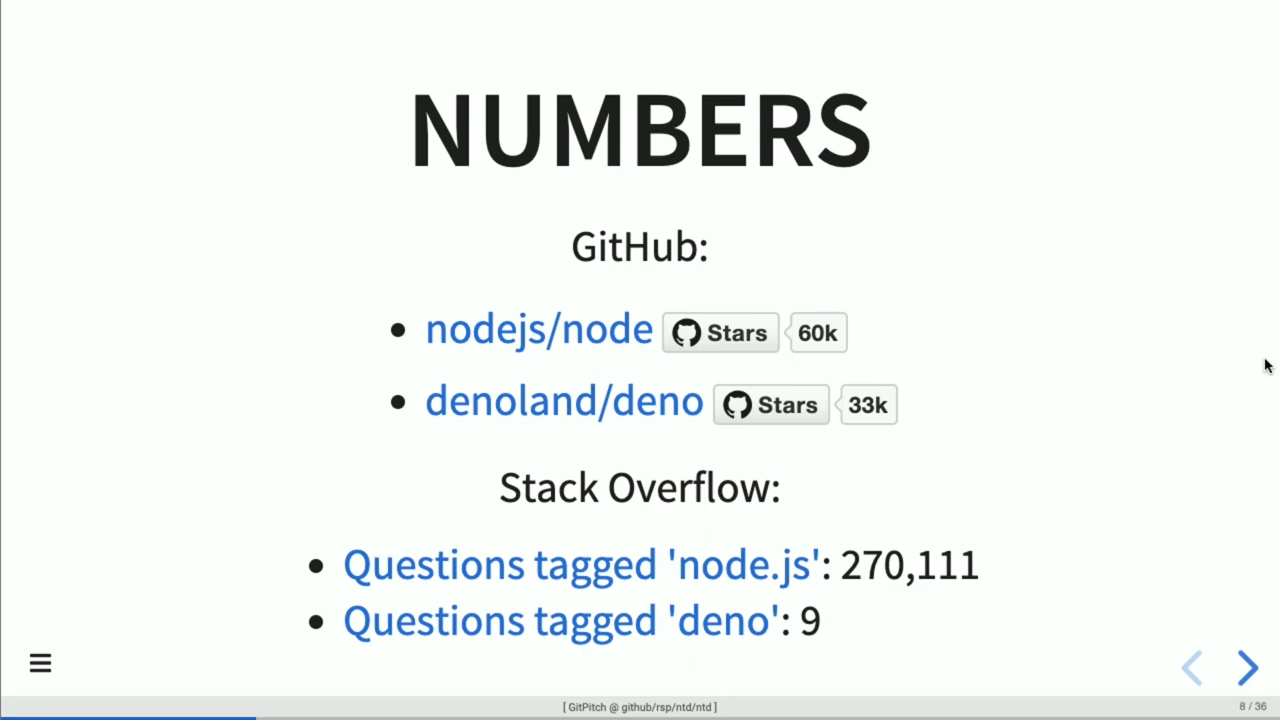 NUMBERS
GitHub:
• nodejs/node Stars 60k
• denoland/deno Stars 33k
Stack Overflow:
• Questions tagged 'node.js': 270,111
• Questions tagged 'deno': 9
[ GitPitch @ github/rsp/ntd/ntd ]
8 / 36